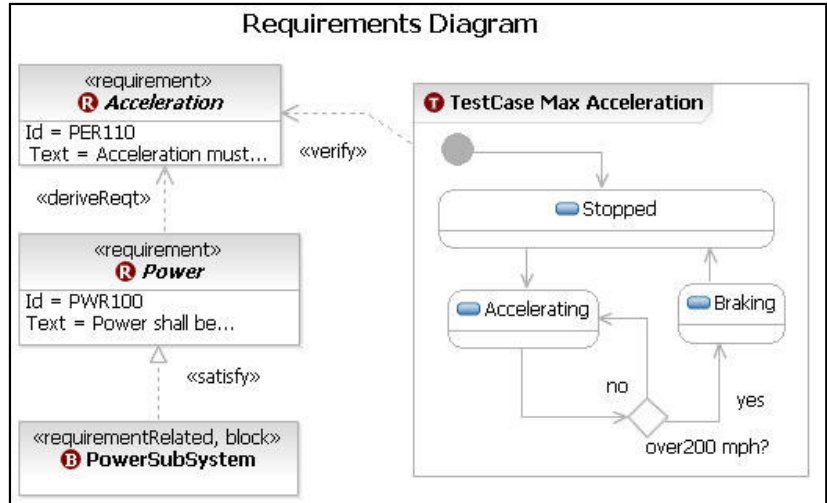 Requirements Diagram
«requirement»
R Acceleration
Id = PER110
Text = Acceleration must...
«deriveReqt»
«requirement»
R Power
Id = PWR100
Text = Power shall be...
«satisfy»
«requirementRelated, block»
B PowerSubSystem
«verify»
T TestCase Max Acceleration
Stopped
Accelerating
Braking
no
yes
over200 mph?